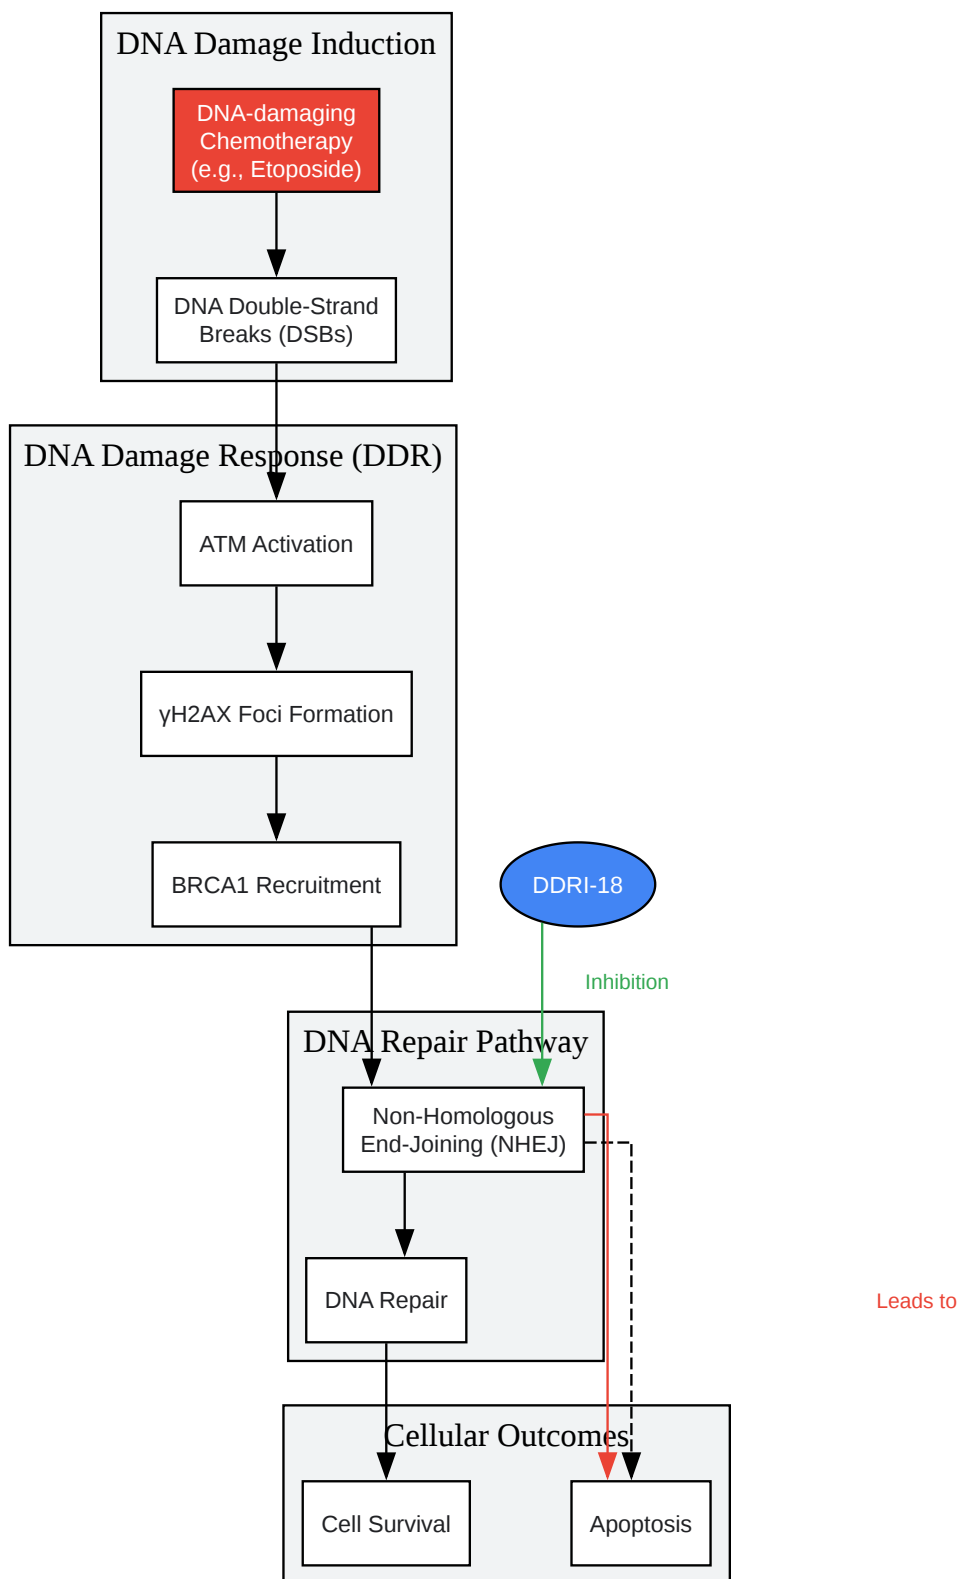 DNA Damage Induction
DNA-damaging
Chemotherapy
(e.g., Etoposide)
DNA Double-Strand
Breaks (DSBs)
DNA Damage Response (DDR)
ATM Activation
γH2AX Foci Formation
BRCA1 Recruitment
DDRI-18
Inhibition
DNA Repair Pathway
Non-Homologous
End-Joining (NHEJ)
DNA Repair
Leads to
Cellular Outcomes
Cell Survival
Apoptosis